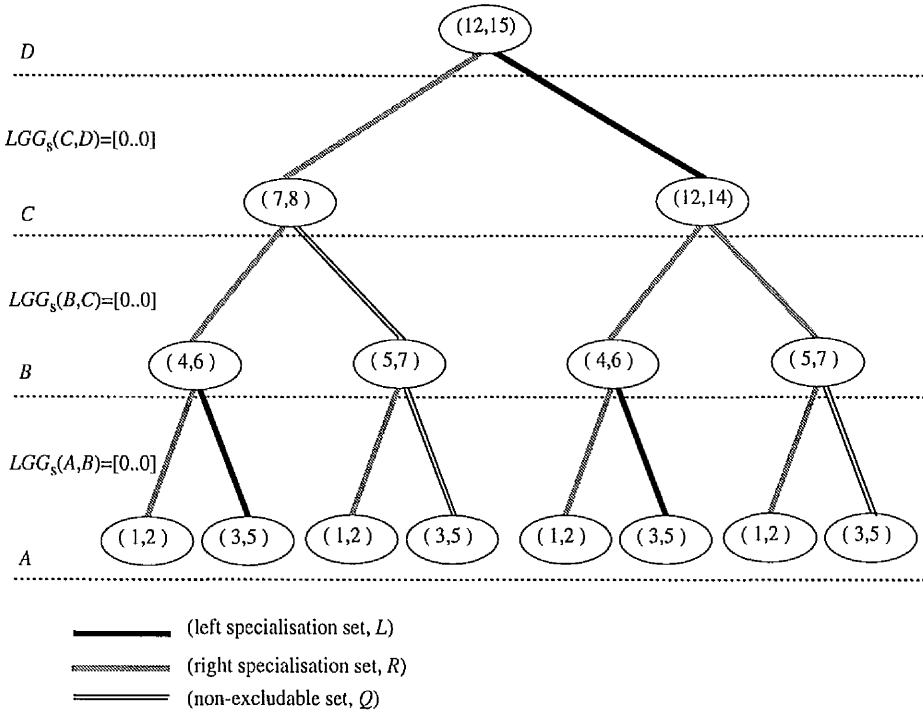 (12,15)
D
LGGs(C,D)=[0..0]
(7,8) (12,14)
C
LGGs(B,C)=[0..0]
(4,6) (5,7) (4,6) (5,7)
B
LGGs(A,B)=[0..0]
(1,2) (3,5) (1,2) (3,5) (1,2) (3,5) (1,2) (3,5)
A
(left specialisation set, L)
(right specialisation set, R)
(non-excludable set, Q)